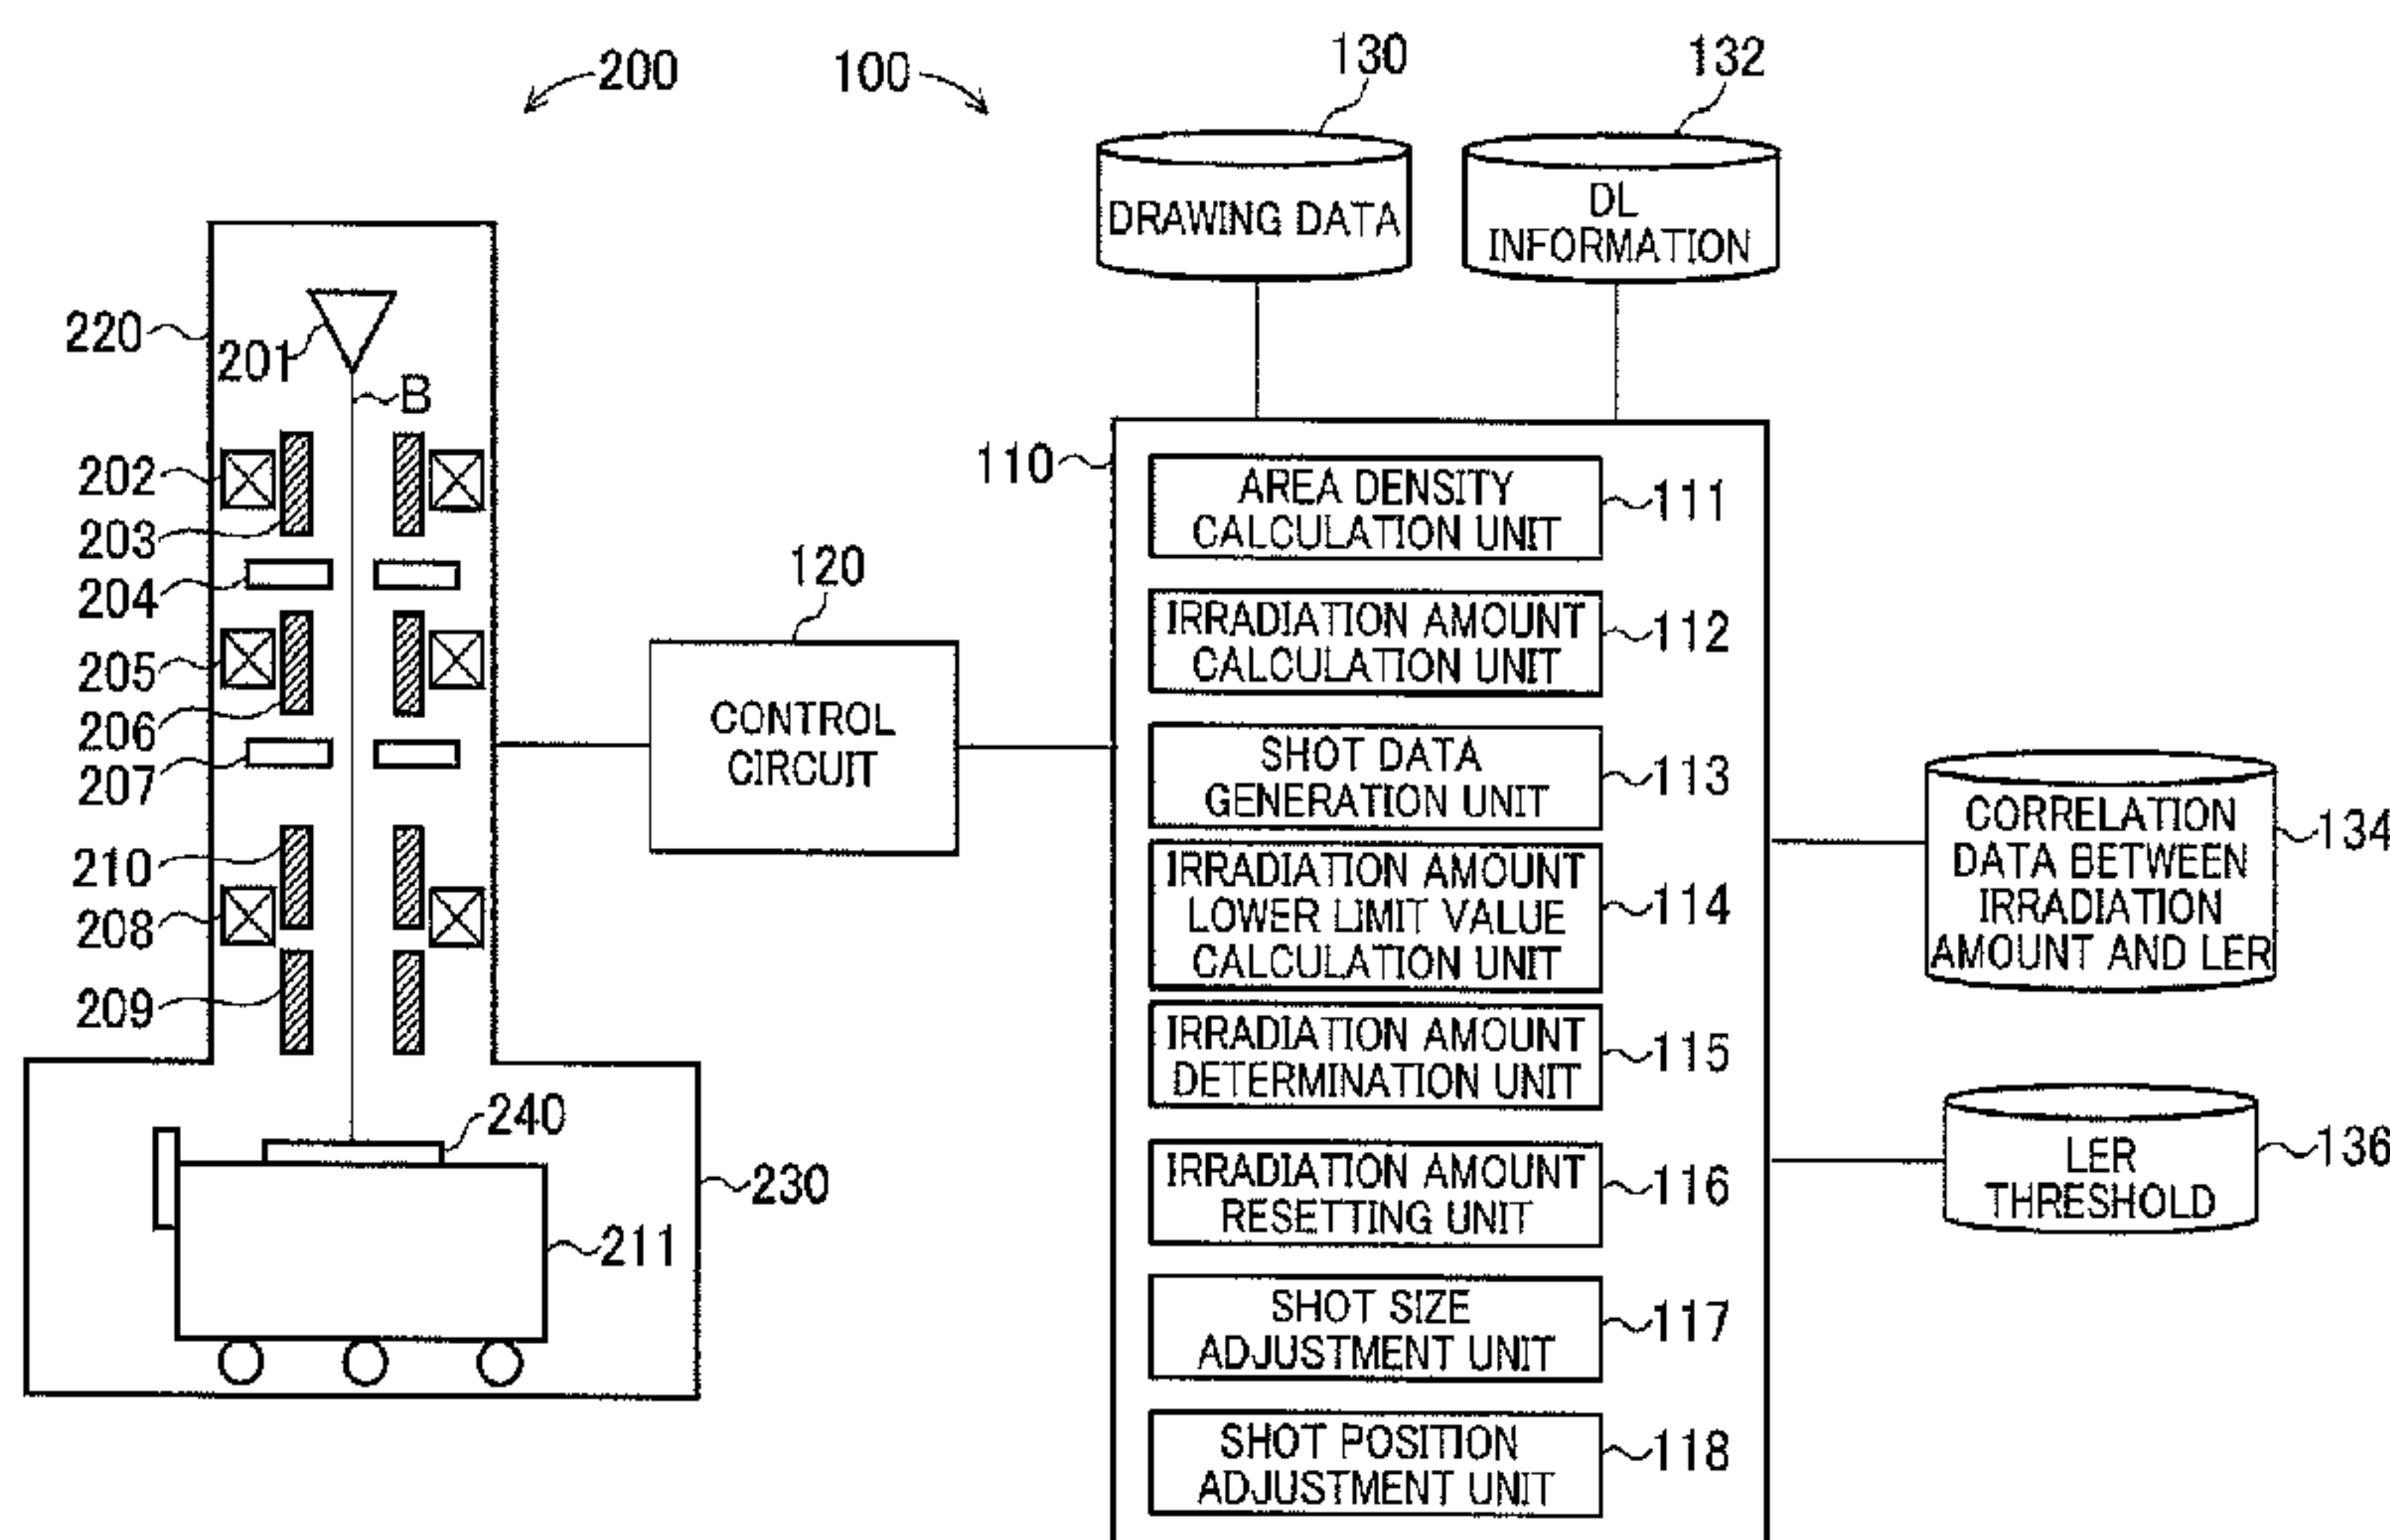 200
100
130
132
DRAWING DATA
DL
INFORMATION
220
201
B
202
203
204
205
206
207
210
208
209
240
230
211
120
CONTROL
CIRCUIT
110
AREA DENSITY
CALCULATION UNIT
111
IRRADIATION AMOUNT
CALCULATION UNIT
112
SHOT DATA
GENERATION UNIT
113
IRRADIATION AMOUNT
LOWER LIMIT VALUE
CALCULATION UNIT
114
IRRADIATION AMOUNT
DETERMINATION UNIT
115
IRRADIATION AMOUNT
RESETTING UNIT
116
SHOT SIZE
ADJUSTMENT UNIT
117
SHOT POSITION
ADJUSTMENT UNIT
118
CORRELATION
DATA BETWEEN
IRRADIATION
AMOUNT AND LER
134
LER
THRESHOLD
136